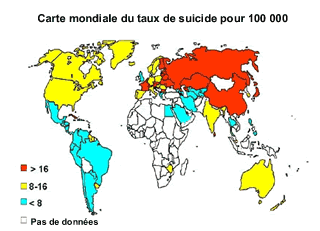 Carte mondiale du taux de suicide pour 100 000
> 16
8-16
< 8
Pas de données